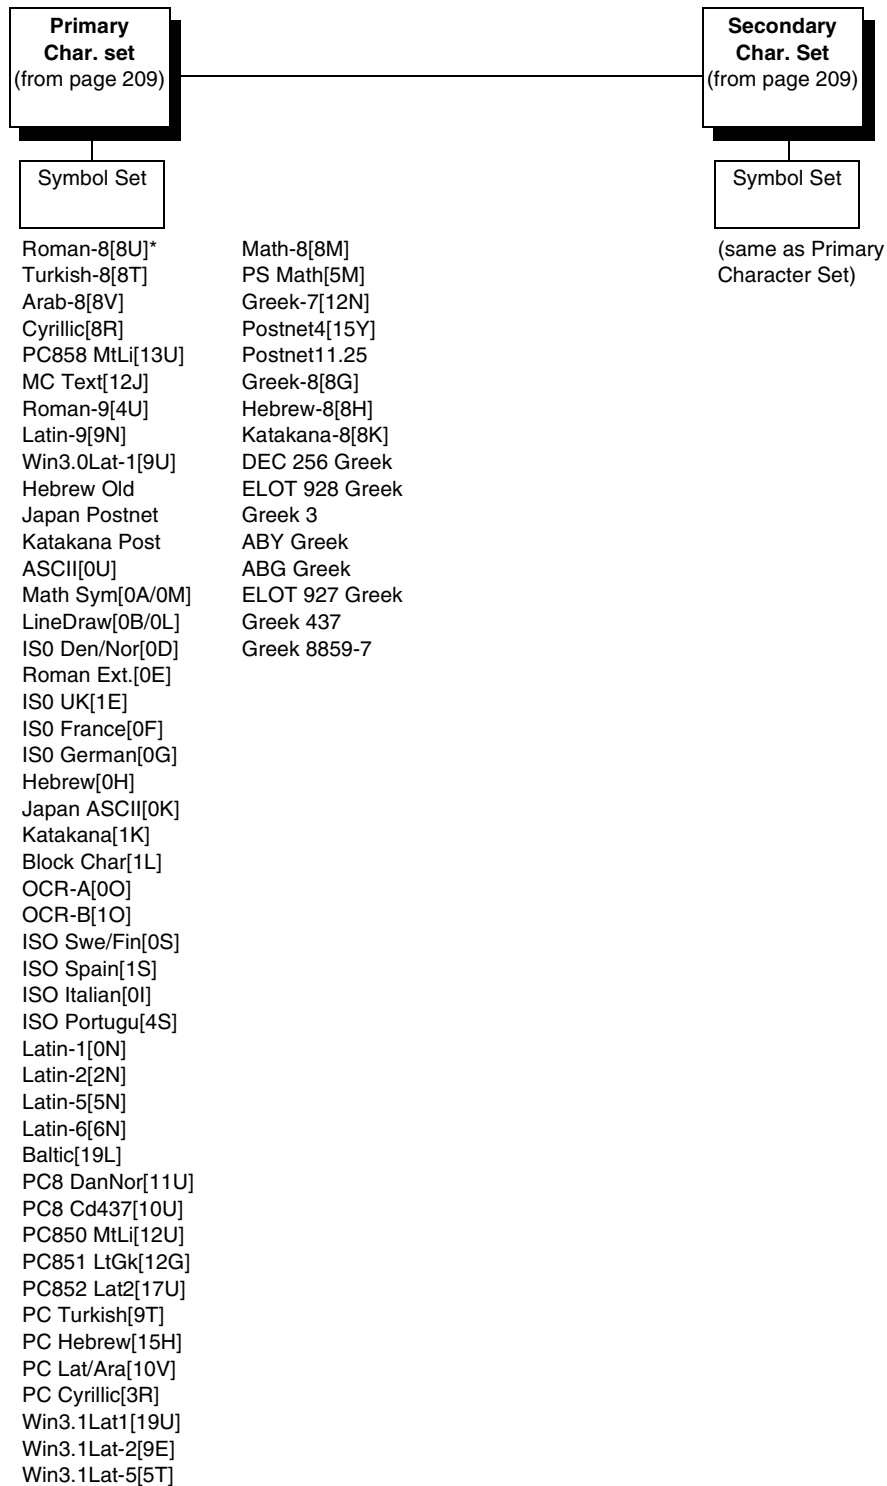 Primary
Char. set
(from page 209)
Secondary
Char. Set
(from page 209)
Symbol Set
Symbol Set
Roman-8[8U]*
Turkish-8[8T]
Arab-8[8V]
Cyrillic[8R]
PC858 MtLi[13U]
MC Text[12J]
Roman-9[4U]
Latin-9[9N]
Win3.0Lat-1[9U]
Hebrew Old
Japan Postnet
Katakana Post
ASCII[0U]
Math Sym[0A/0M]
LineDraw[0B/0L]
IS0 Den/Nor[0D]
Roman Ext.[0E]
IS0 UK[1E]
IS0 France[0F]
IS0 German[0G]
Hebrew[0H]
Japan ASCII[0K]
Katakana[1K]
Block Char[1L]
OCR-A[0O]
OCR-B[1O]
ISO Swe/Fin[0S]
ISO Spain[1S]
ISO Italian[0I]
ISO Portugu[4S]
Latin-1[0N]
Latin-2[2N]
Latin-5[5N]
Latin-6[6N]
Baltic[19L]
PC8 DanNor[11U]
PC8 Cd437[10U]
PC850 MtLi[12U]
PC851 LtGk[12G]
PC852 Lat2[17U]
PC Turkish[9T]
PC Hebrew[15H]
PC Lat/Ara[10V]
PC Cyrillic[3R]
Win3.1Lat1[19U]
Win3.1Lat-2[9E]
Win3.1Lat-5[5T]
Math-8[8M]
PS Math[5M]
Greek-7[12N]
Postnet4[15Y]
Postnet11.25
Greek-8[8G]
Hebrew-8[8H]
Katakana-8[8K]
DEC 256 Greek
ELOT 928 Greek
Greek 3
ABY Greek
ABG Greek
ELOT 927 Greek
Greek 437
Greek 8859-7
(same as Primary
Character Set)